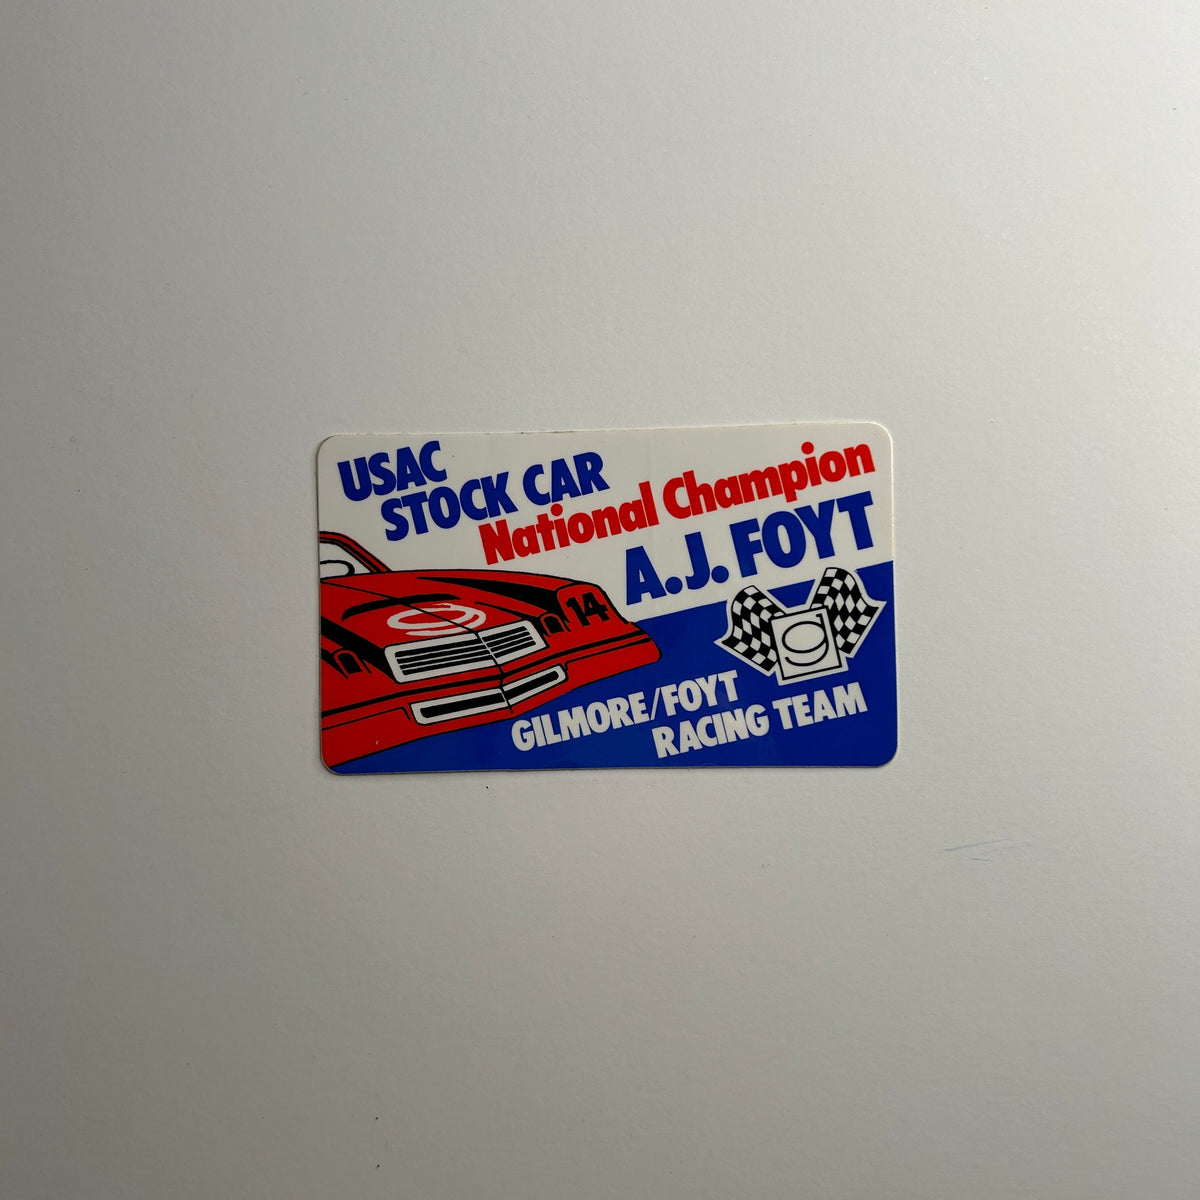 USAC
STOCK CAR
National Champion
A.J. FOYT
14
GILMORE/FOYT
RACING TEAM